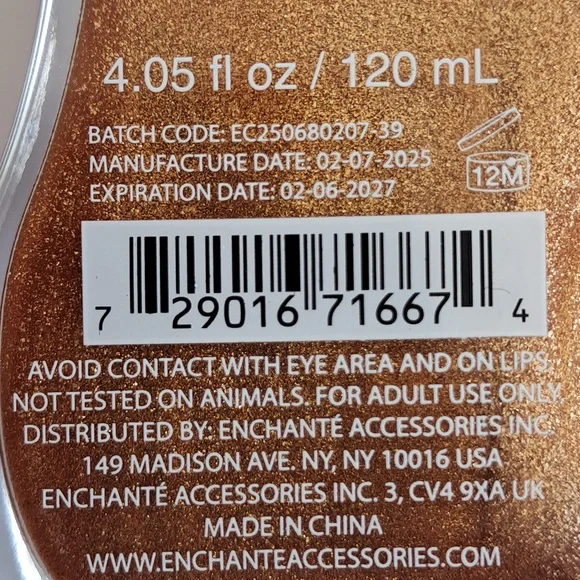 4.05 fl oz / 120 mL
BATCH CODE: EC250680207-39
MANUFACTURE DATE: 02-07-2025
EXPIRATION DATE: 02-06-2027
12M
7 29016 71667 4
AVOID CONTACT WITH EYE AREA AND ON LIPS
NOT TESTED ON ANIMALS. FOR ADULT USE ONLY
DISTRIBUTED BY: ENCHANTÉ ACCESSORIES INC.
149 MADISON AVE. NY, NY 10016 USA
ENCHANTÉ ACCESSORIES INC. 3, CV4 9XA UK
MADE IN CHINA
WWW.ENCHANTEACCESSORIES.COM